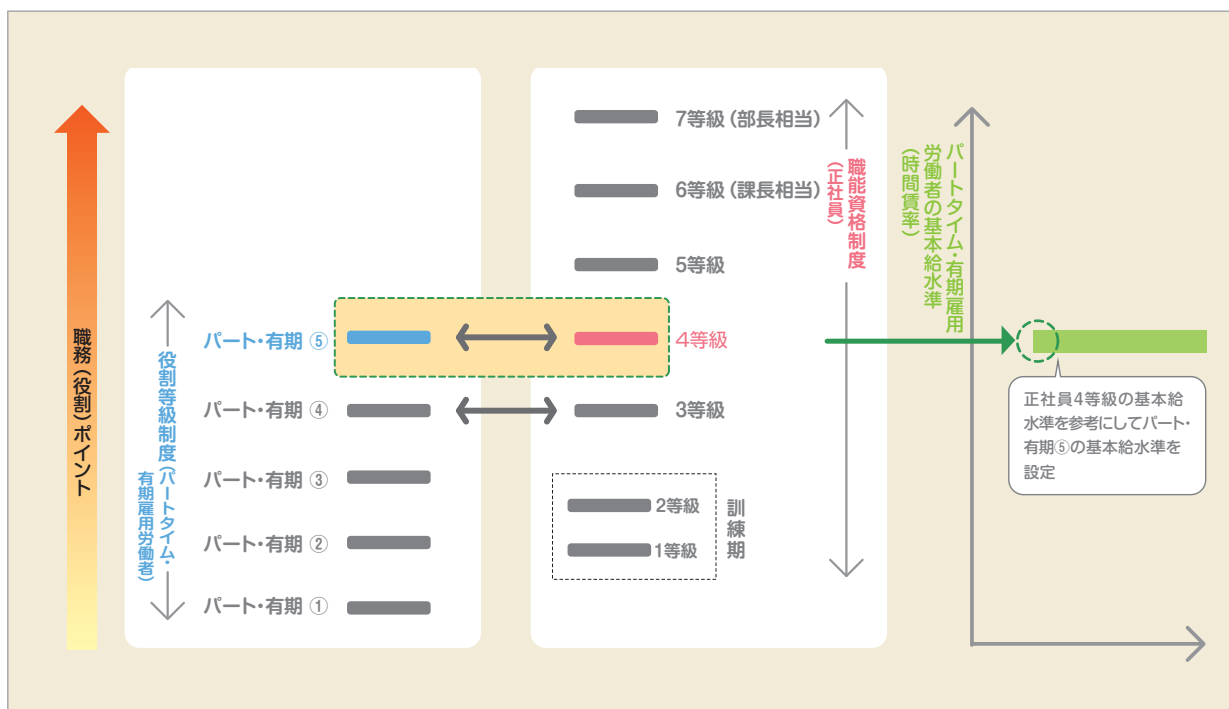 職務(役割)ポイント
役割等級制度(パートタイム・
有期雇用労働者)
パート・有期 ⑤
パート・有期 ④
パート・有期 ③
パート・有期 ②
パート・有期 ①
7等級 (部長相当)
6等級 (課長相当)
5等級
4等級
3等級
2等級
1等級
訓練期
職能資格制度
(正社員)
パートタイム・有期雇用
労働者の基本給水準
(時間賃率)
正社員4等級の基本給
水準を参考にしてパート・
有期⑤の基本給水準を
設定